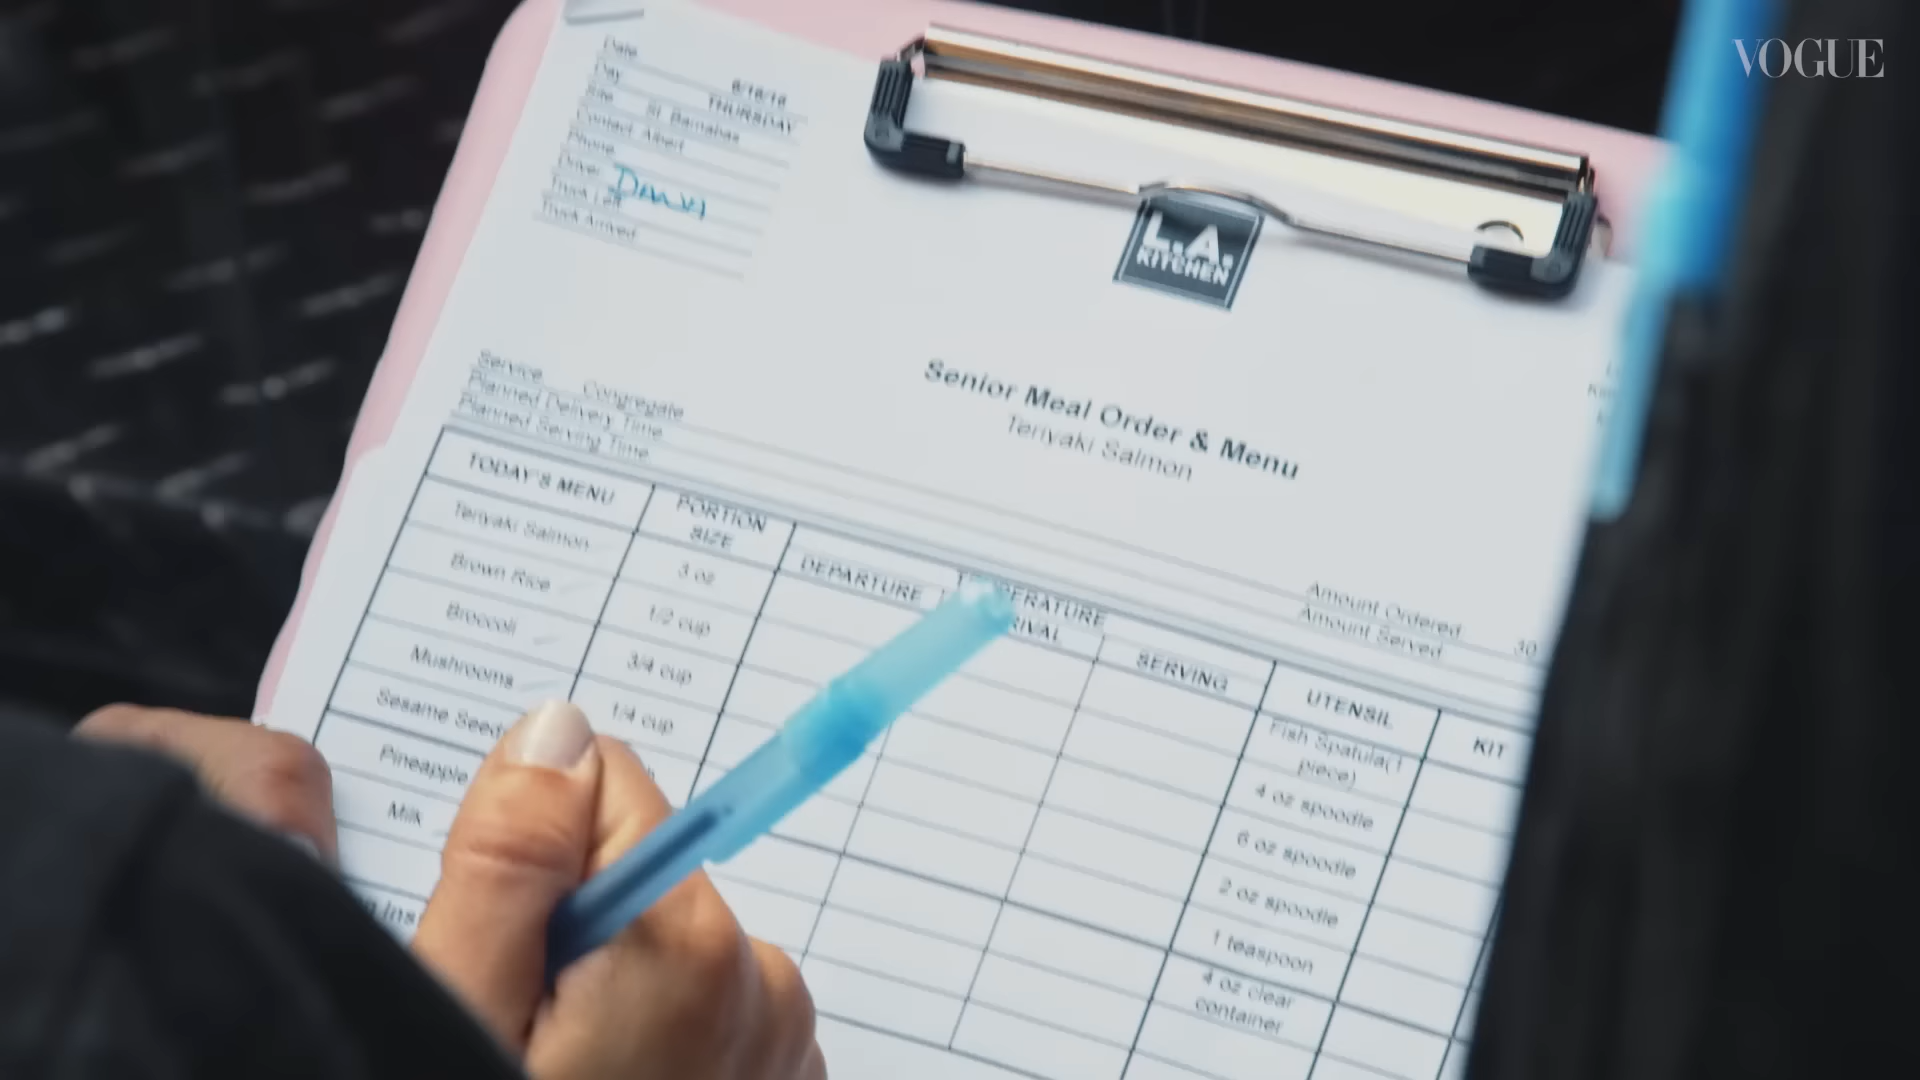 VOGUE
Date 8/16/18
Day THURSDAY
Site St. Barnabas
Contact Albert
Phone
Driver
Truck Left
Truck Arrived
L.A.
KITCHEN
Senior Meal Order & Menu
Teriyaki Salmon
Service Congregate
Planned Delivery Time
Planned Serving Time
Amount Ordered 30
Amount Served
TODAY'S MENU PORTION SIZE DEPARTURE SERVING UTENSIL KIT
Teriyaki Salmon 3 oz Fish Spatula(1 piece)
Brown Rice 1/2 cup 4 oz spoodle
Broccoli 3/4 cup 6 oz spoodle
Mushrooms 1/4 cup 2 oz spoodle
Sesame Seeds 1 teaspoon
Pineapple 4 oz clear container
Milk